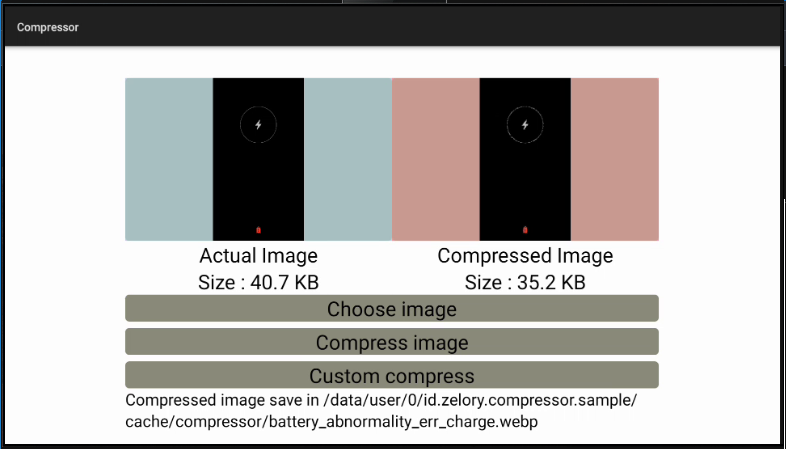 Compressor
Actual Image
Size : 40.7 KB
Compressed Image
Size : 35.2 KB
Choose image
Compress image
Custom compress
Compressed image save in /data/user/0/id.zelory.compressor.sample/
cache/compressor/battery_abnormality_err_charge.webp